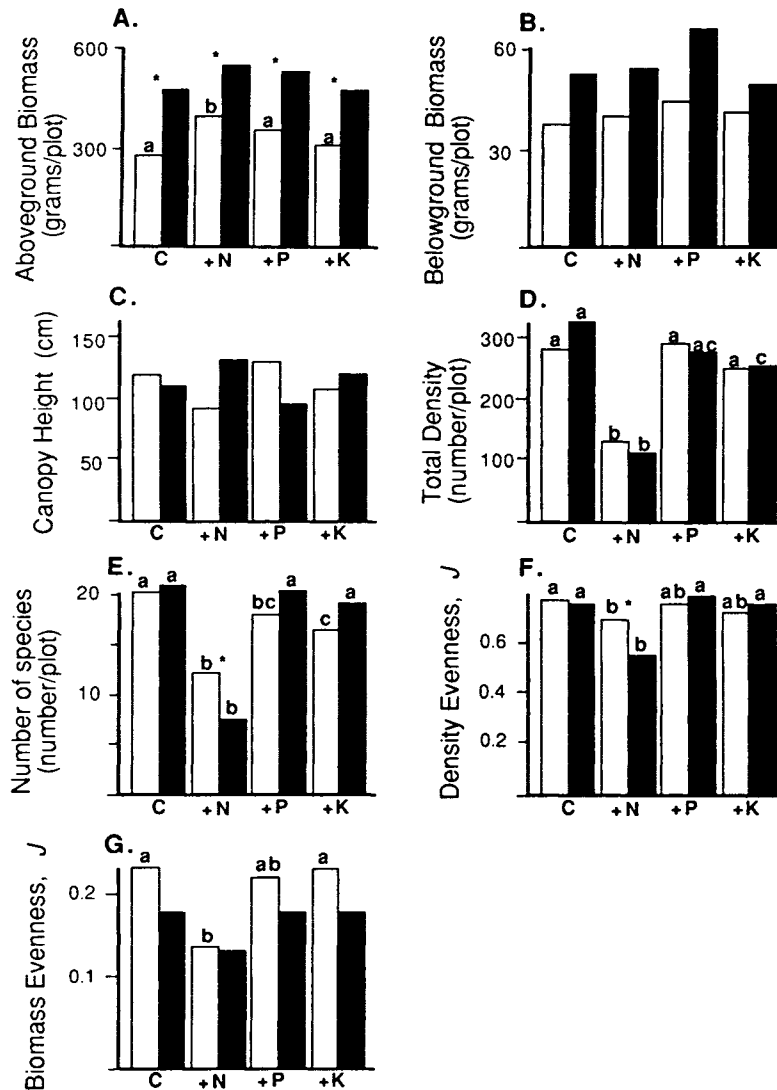 A.
Aboveground Biomass
(grams/plot)
600
300
* * * *
a b a a
C +N +P +K
B.
Belowground Biomass
(grams/plot)
60
30
C +N +P +K
C.
Canopy Height (cm)
150
100
50
C +N +P +K
D.
Total Density
(number/plot)
300
200
100
a a b b a ac a c
C +N +P +K
E.
Number of species
(number/plot)
20
10
a a b * b bc a c a
C +N +P +K
F.
Density Evenness, J
0.6
0.4
0.2
a a b * b ab a ab a
C +N +P +K
G.
Biomass Evenness, J
0.2
0.1
a b ab a
C +N +P +K